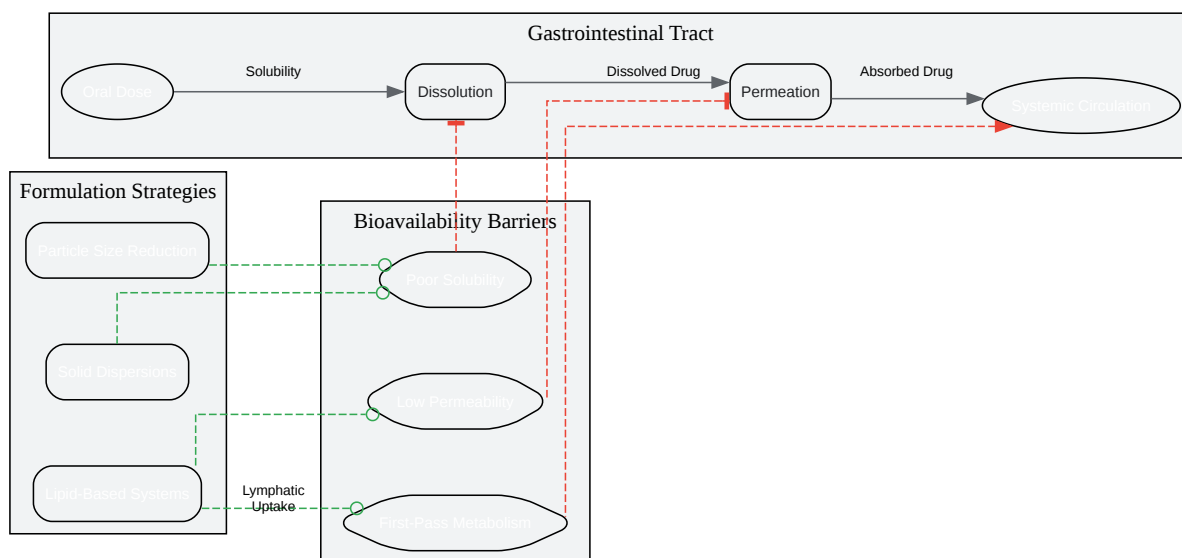 Gastrointestinal Tract
Oral Dose
Solubility
Dissolution
Dissolved Drug
Permeation
Absorbed Drug
Systemic Circulation
Formulation Strategies
Particle Size Reduction
Solid Dispersions
Lipid-Based Systems
Lymphatic
Uptake
Bioavailability Barriers
Poor Solubility
Low Permeability
First-Pass Metabolism